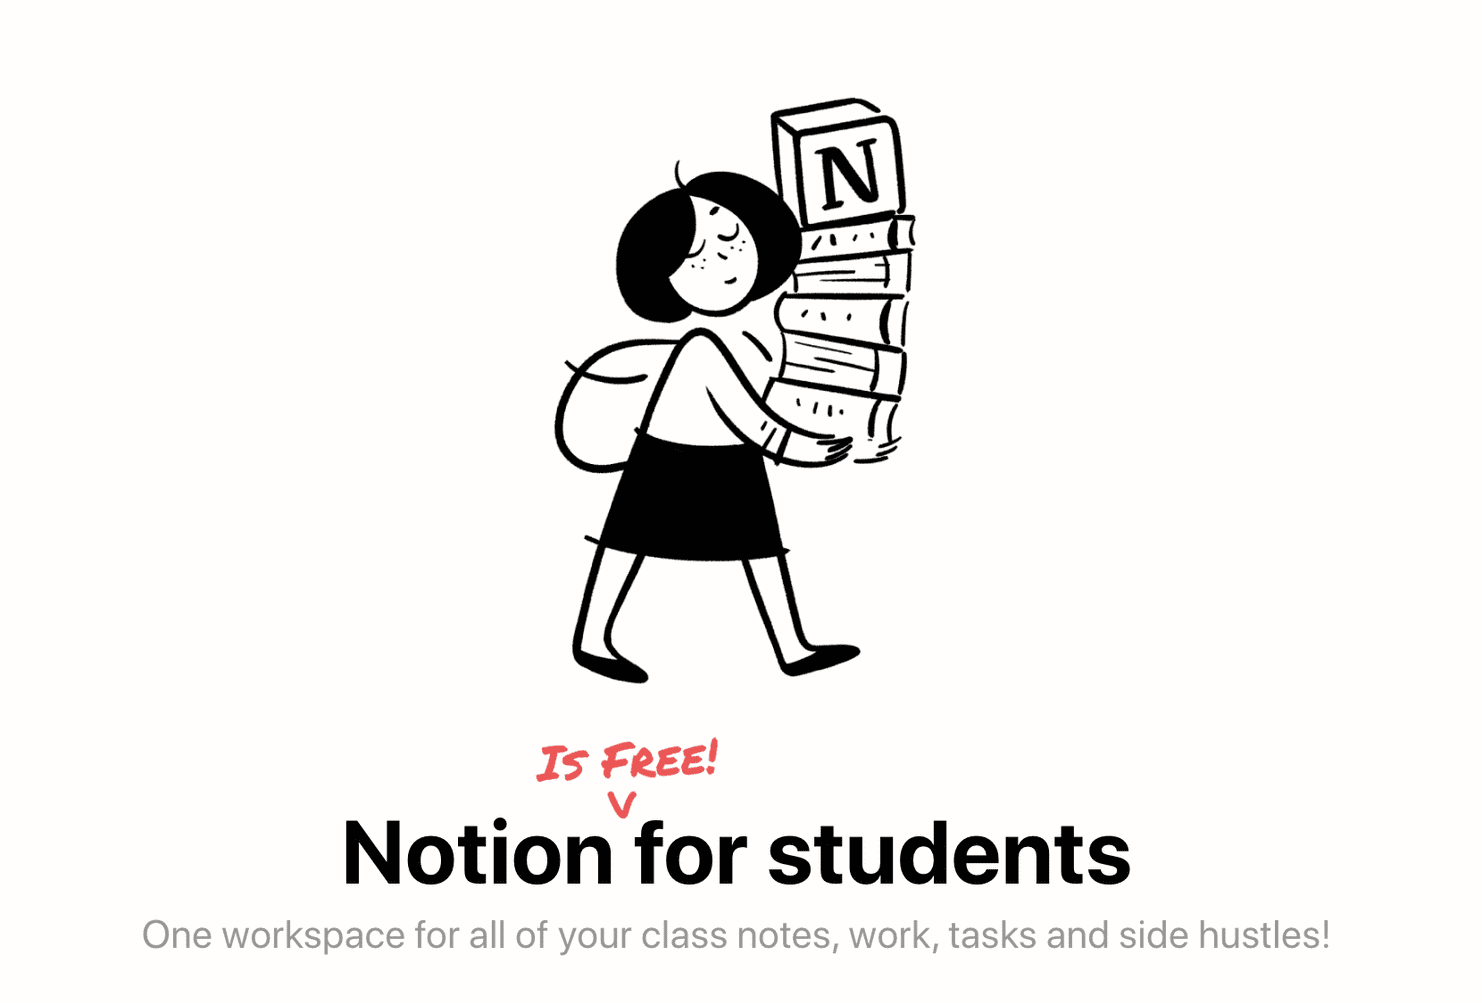 N
Is Free!
Notion for students
One workspace for all of your class notes, work, tasks and side hustles!